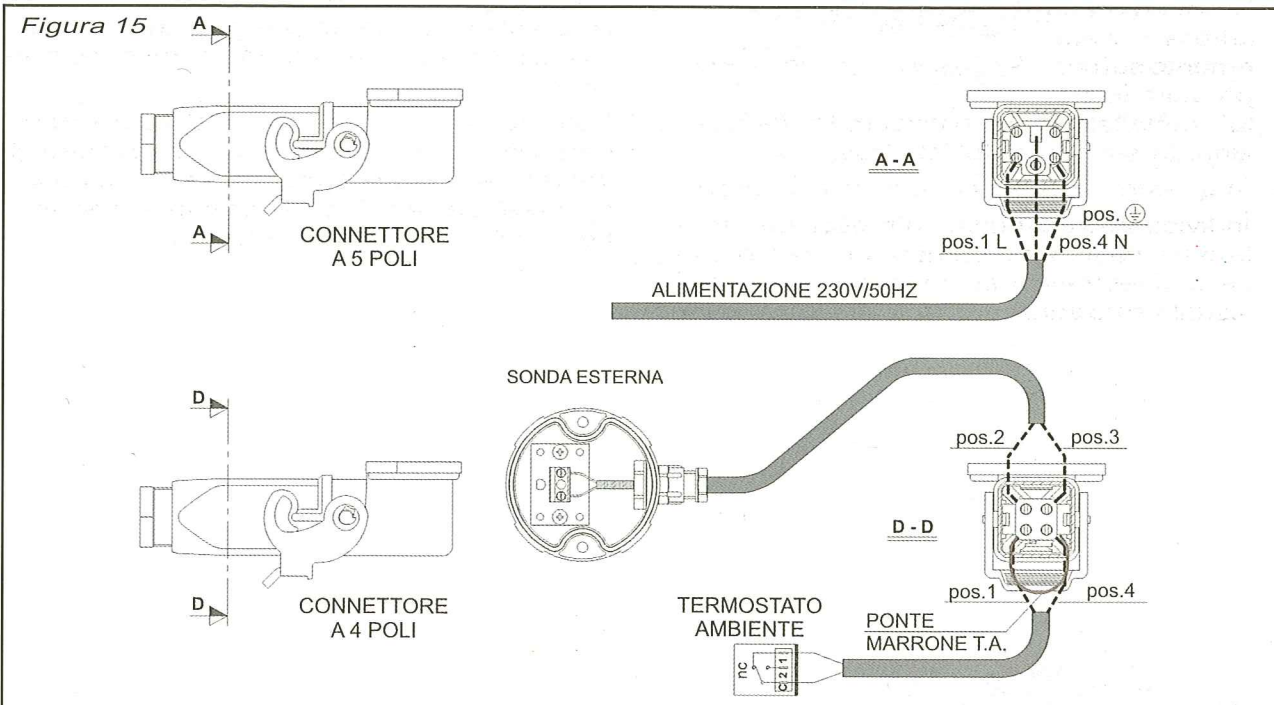 Figura 15
A
A
CONNETTORE
A 5 POLI
A - A
pos. ⏚
pos.1 L
pos.4 N
ALIMENTAZIONE 230V/50HZ
D
D
CONNETTORE
A 4 POLI
SONDA ESTERNA
pos.2
pos.3
D - D
pos.1
pos.4
PONTE
MARRONE T.A.
TERMOSTATO
AMBIENTE
nc
C 2 1